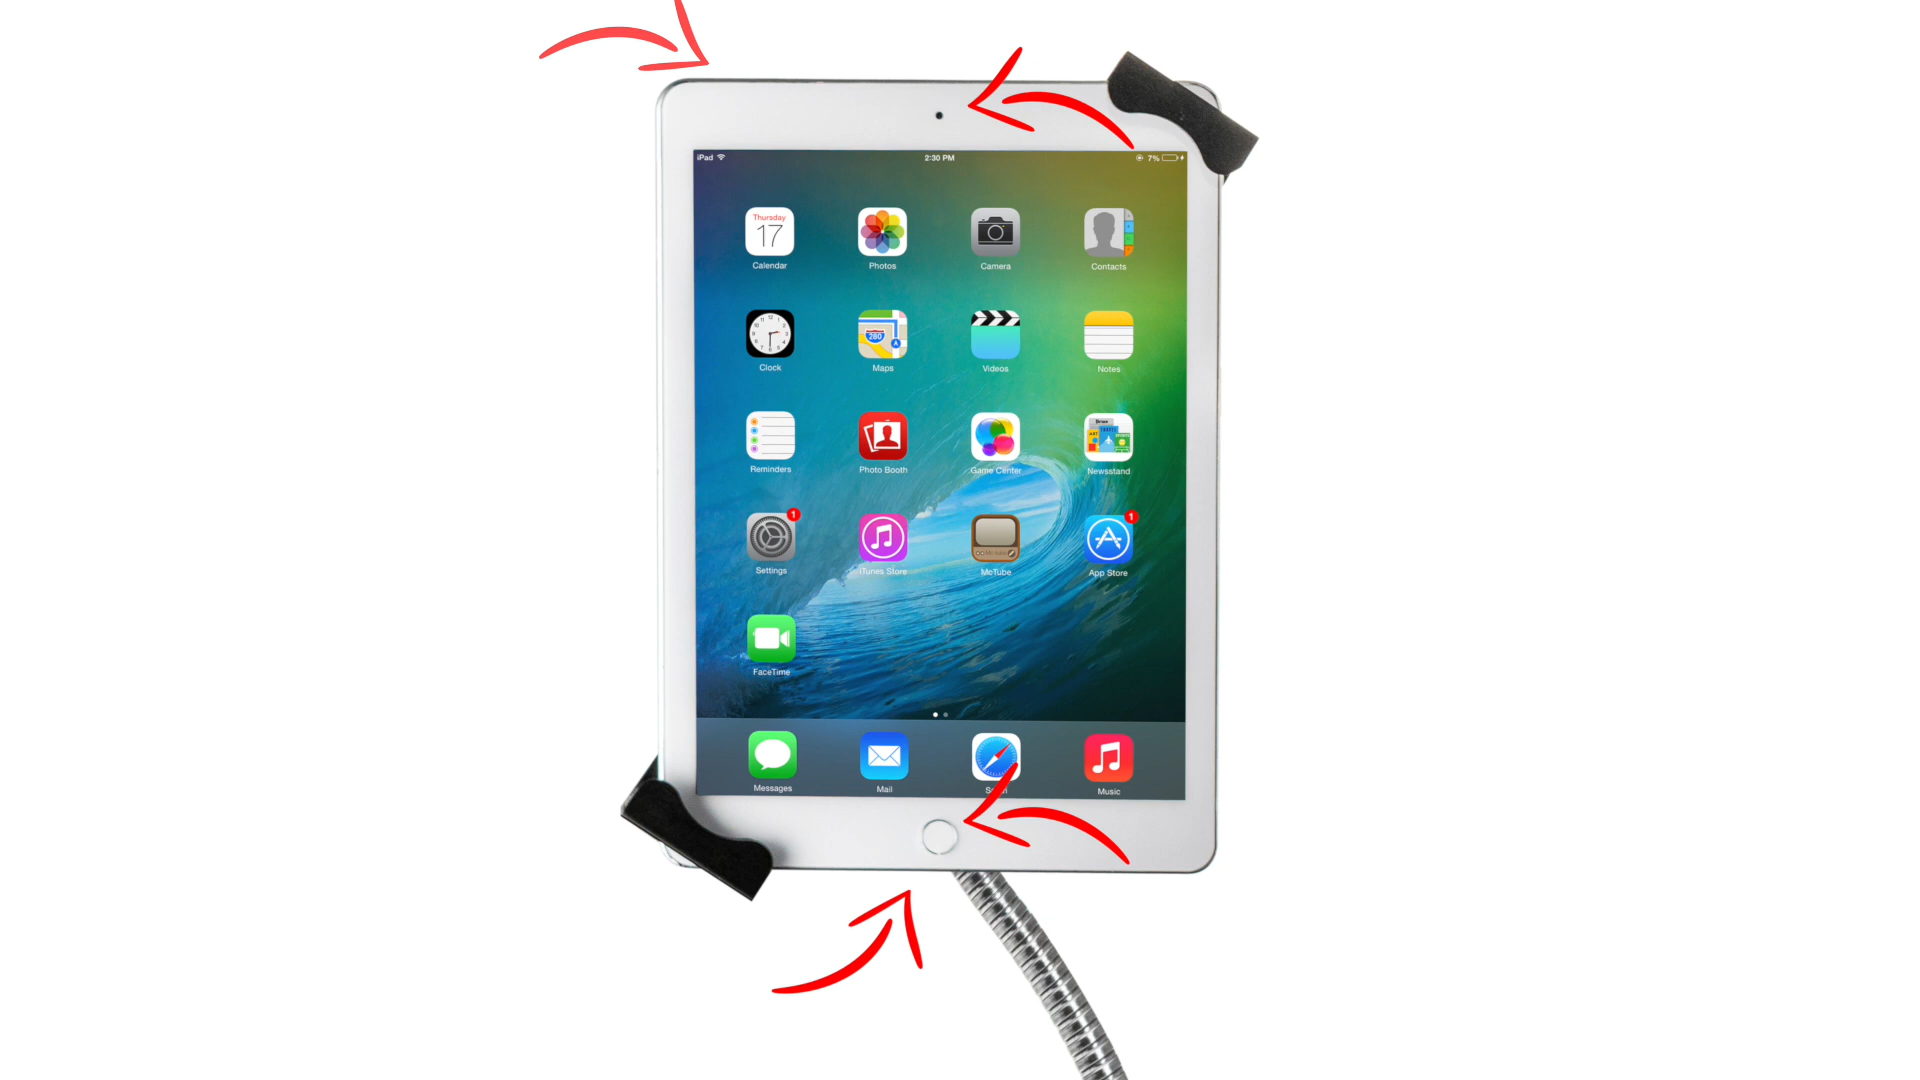 iPad
2:30 PM
7%
Thursday
17
Calendar
Photos
Camera
Contacts
Clock
280
A
Maps
Videos
Notes
Reminders
Photo Booth
Game Center
Newsstand
1
Settings
iTunes Store
MeTube
1
App Store
FaceTime
Messages
Mail
Music